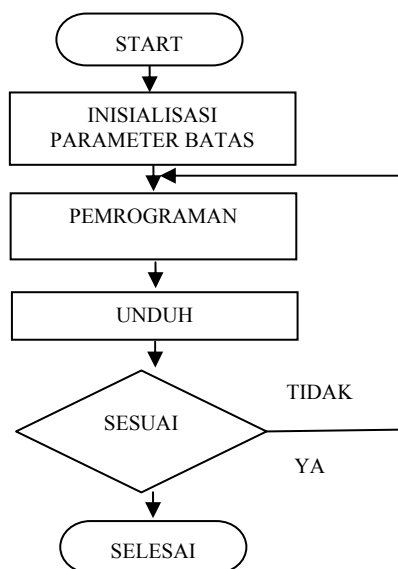 START
INISIALISASI
PARAMETER BATAS
PEMROGRAMAN
UNDUH
TIDAK
SESUAI
YA
SELESAI